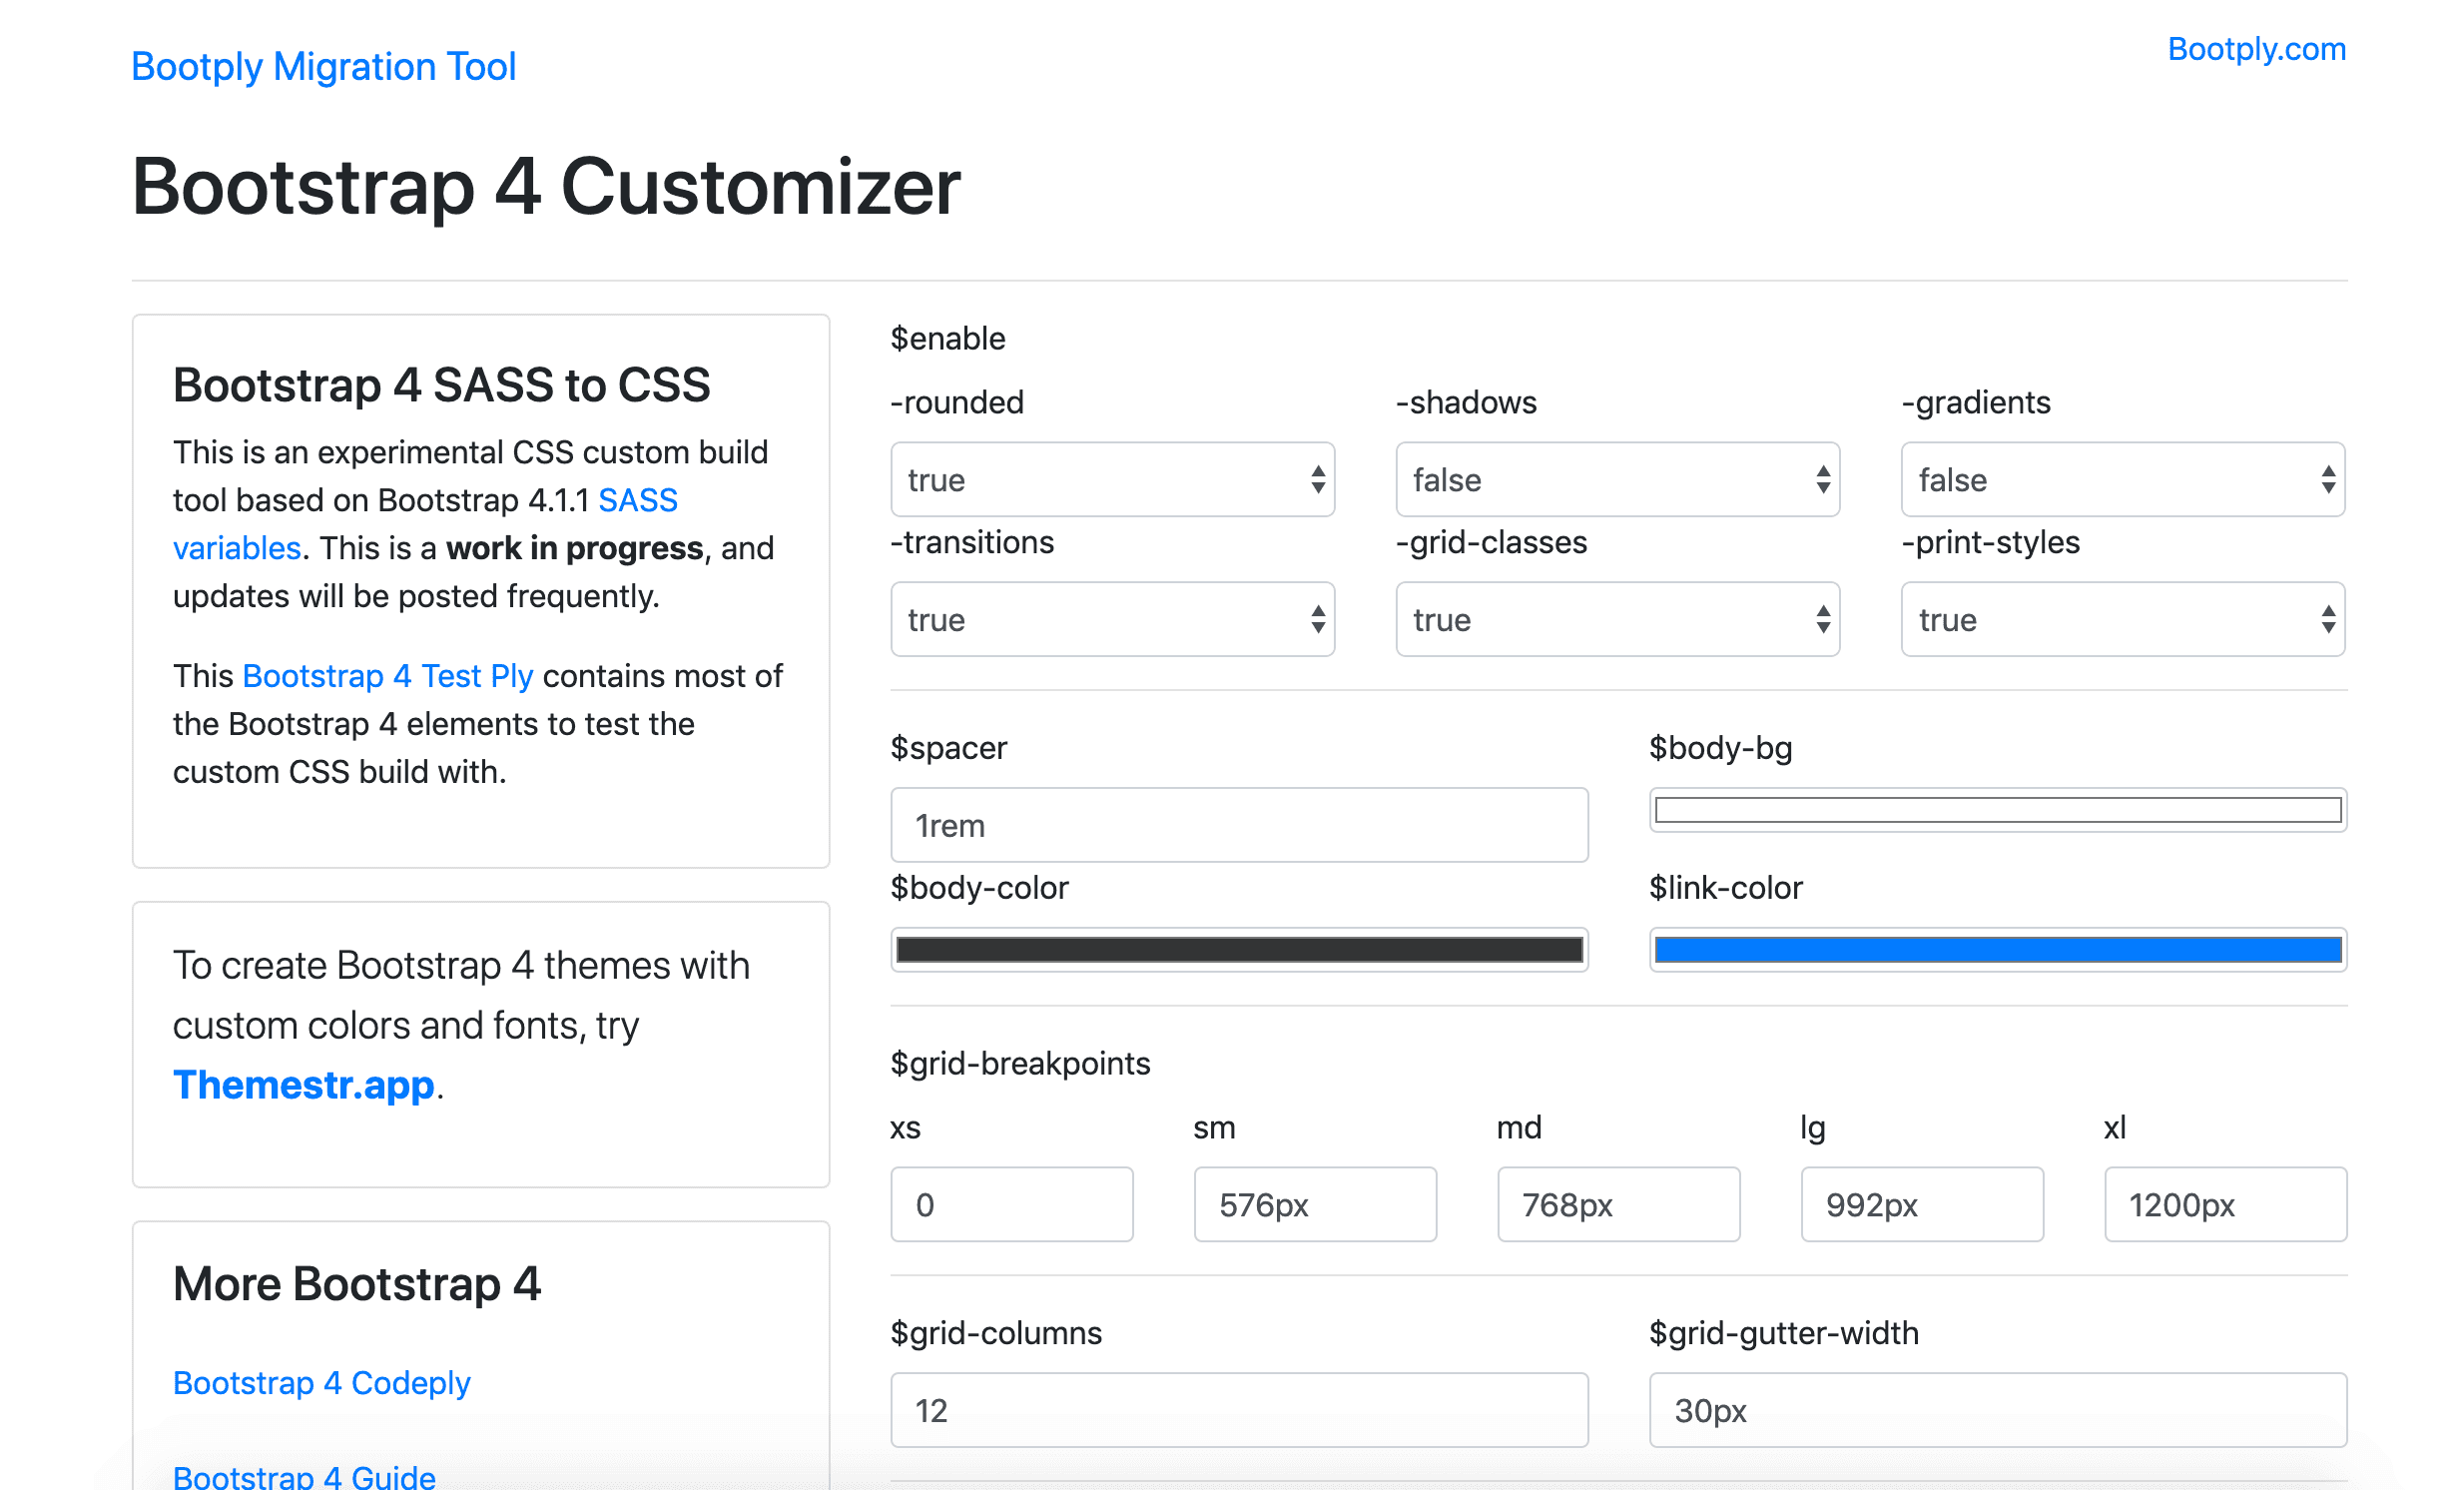 Bootply Migration Tool
Bootply.com
Bootstrap 4 Customizer
Bootstrap 4 SASS to CSS
This is an experimental CSS custom build
tool based on Bootstrap 4.1.1 SASS
variables. This is a work in progress, and
updates will be posted frequently.
This Bootstrap 4 Test Ply contains most of
the Bootstrap 4 elements to test the
custom CSS build with.
To create Bootstrap 4 themes with
custom colors and fonts, try
Themestr.app.
More Bootstrap 4
Bootstrap 4 Codeply
Bootstrap 4 Guide
$enable
-rounded -shadows -gradients
true false false
-transitions -grid-classes -print-styles
true true true
$spacer $body-bg
1rem
$body-color $link-color
$grid-breakpoints
xs sm md lg xl
0 576px 768px 992px 1200px
$grid-columns $grid-gutter-width
12 30px